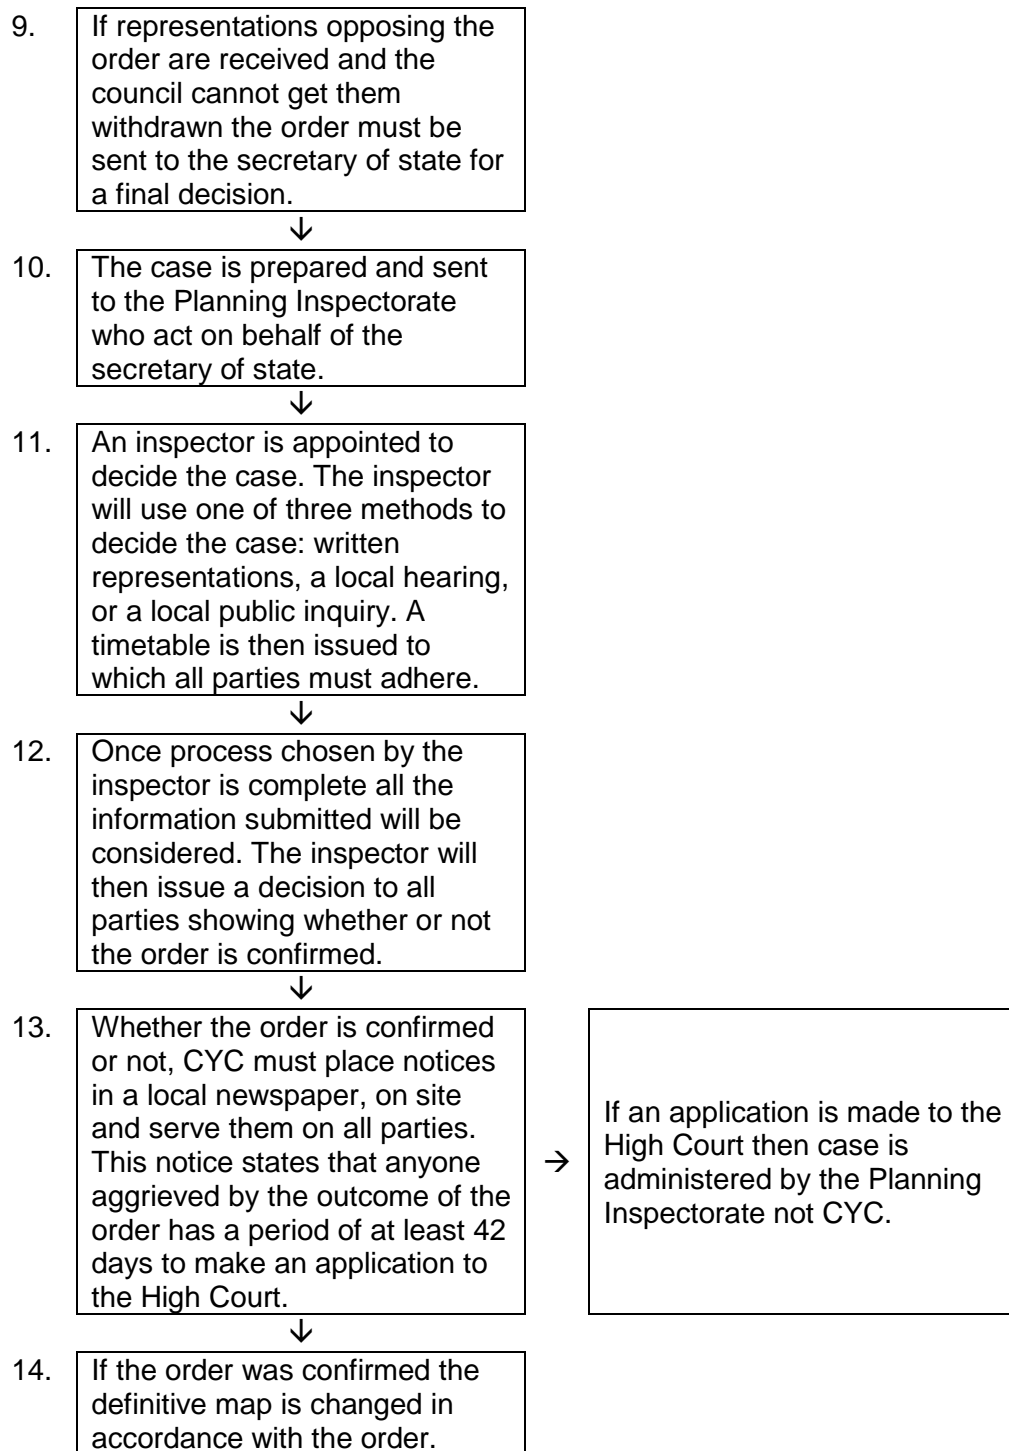 9. If representations opposing the
order are received and the
council cannot get them
withdrawn the order must be
sent to the secretary of state for
a final decision.
↓
10. The case is prepared and sent
to the Planning Inspectorate
who act on behalf of the
secretary of state.
↓
11. An inspector is appointed to
decide the case. The inspector
will use one of three methods to
decide the case: written
representations, a local hearing,
or a local public inquiry. A
timetable is then issued to
which all parties must adhere.
↓
12. Once process chosen by the
inspector is complete all the
information submitted will be
considered. The inspector will
then issue a decision to all
parties showing whether or not
the order is confirmed.
↓
13. Whether the order is confirmed
or not, CYC must place notices
in a local newspaper, on site
and serve them on all parties.
This notice states that anyone
aggrieved by the outcome of the
order has a period of at least 42
days to make an application to
the High Court.
→
If an application is made to the
High Court then case is
administered by the Planning
Inspectorate not CYC.
↓
14. If the order was confirmed the
definitive map is changed in
accordance with the order.